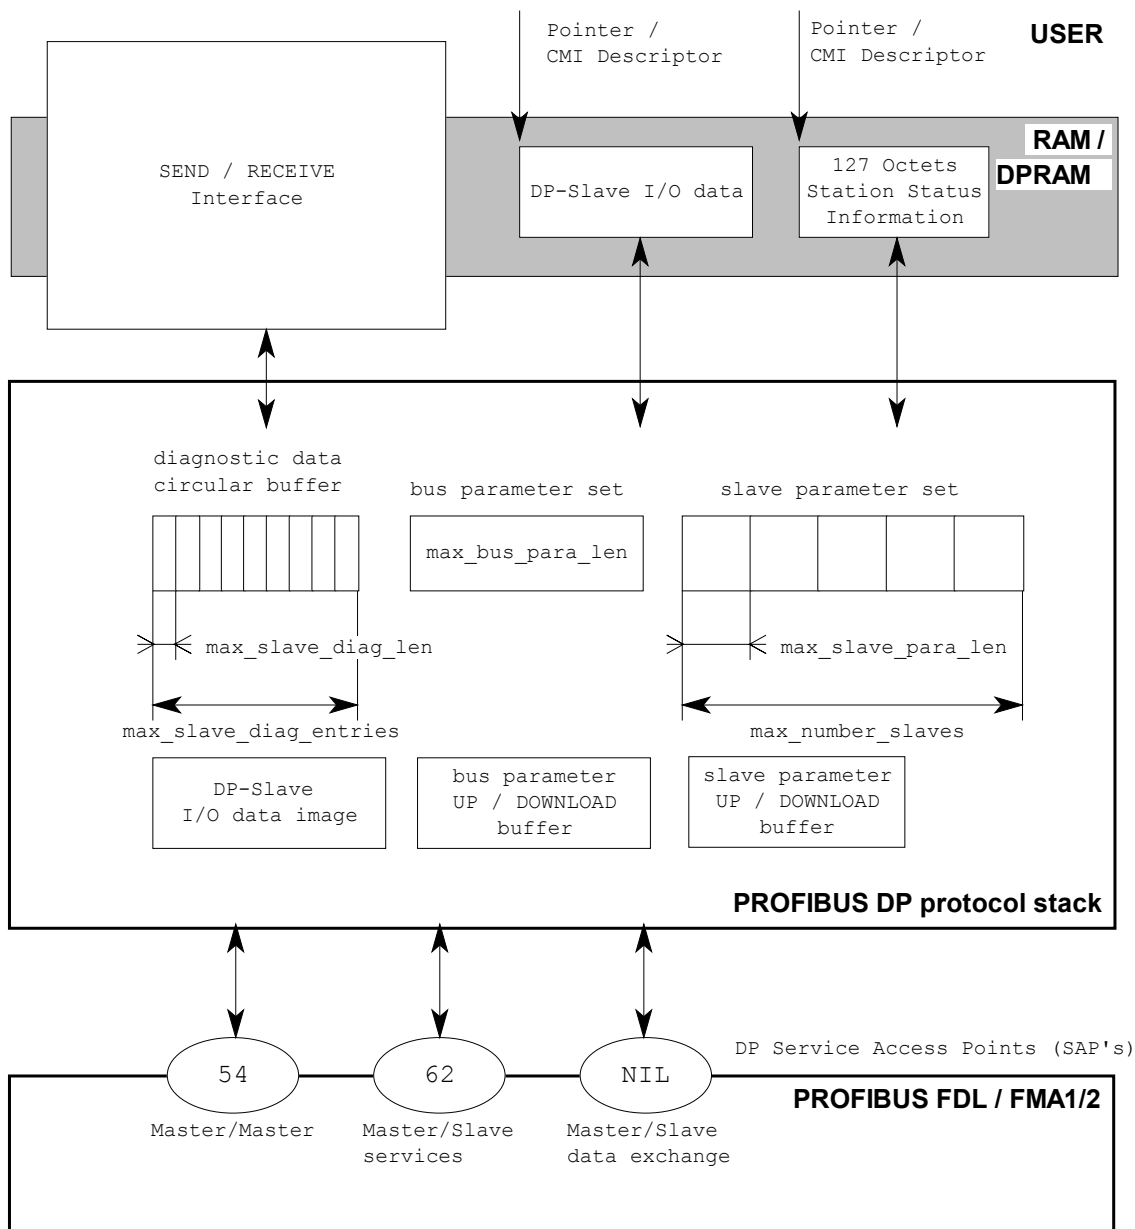 Pointer /
CMI Descriptor
Pointer /
CMI Descriptor
USER
SEND / RECEIVE
Interface
DP-Slave I/O data
127 Octets
Station Status
Information
RAM /
DPRAM
diagnostic data
circular buffer
bus parameter set
slave parameter set
max_bus_para_len
max_slave_diag_len
max_slave_para_len
max_slave_diag_entries
max_number_slaves
DP-Slave
I/O data image
bus parameter
UP / DOWNLOAD
buffer
slave parameter
UP / DOWNLOAD
buffer
PROFIBUS DP protocol stack
54
62
NIL
DP Service Access Points (SAP's)
PROFIBUS FDL / FMA1/2
Master/Master
Master/Slave
services
Master/Slave
data exchange